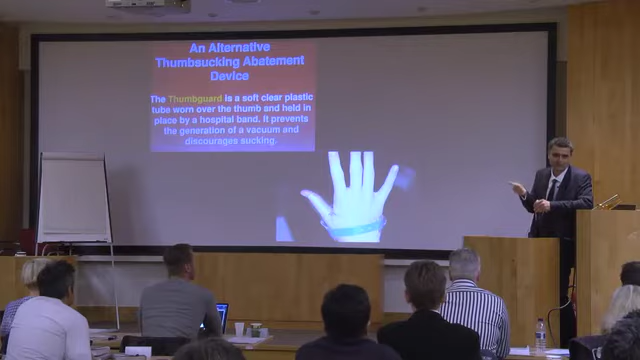 An Alternative
Thumbsucking Abatement
Device
The Thumbguard is a soft clear plastic
tube worn over the thumb and held in
place by a hospital band. It prevents
the generation of a vacuum and
discourages sucking.